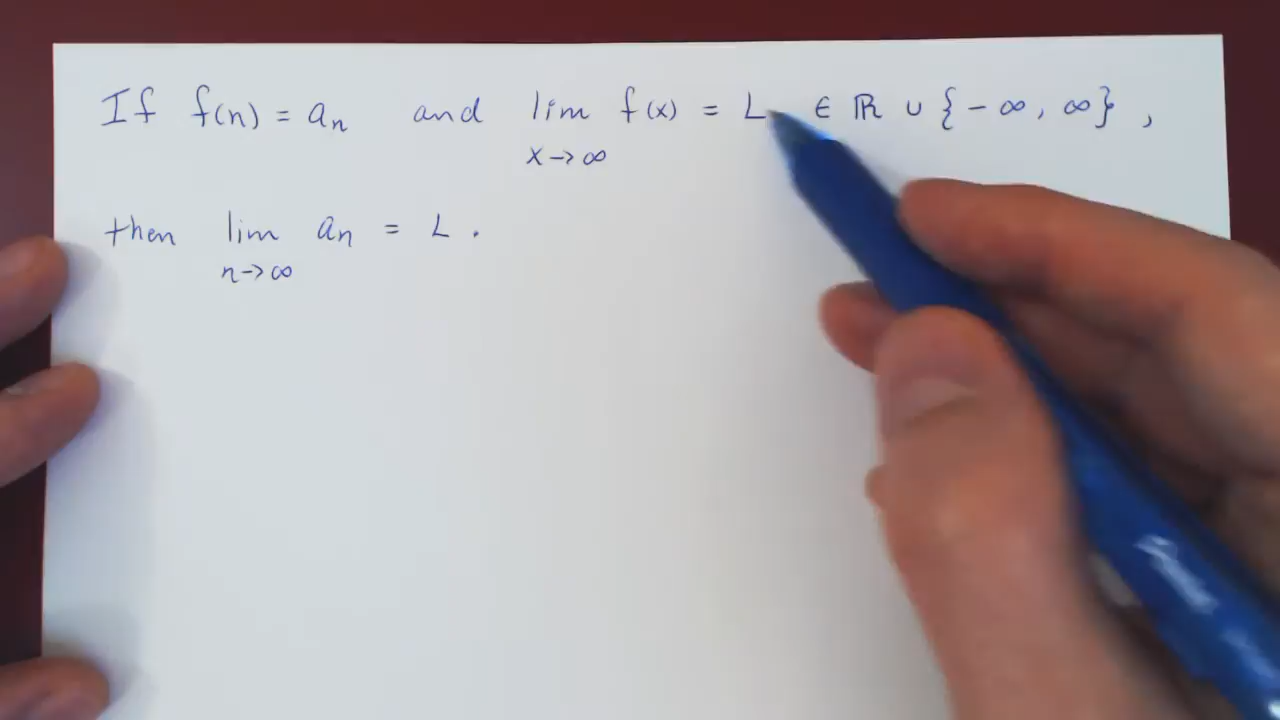 If f(n) = aₙ and lim f(x) = L ∈ ℝ ∪ {-∞, ∞},
x→∞
then lim aₙ = L.
n→∞